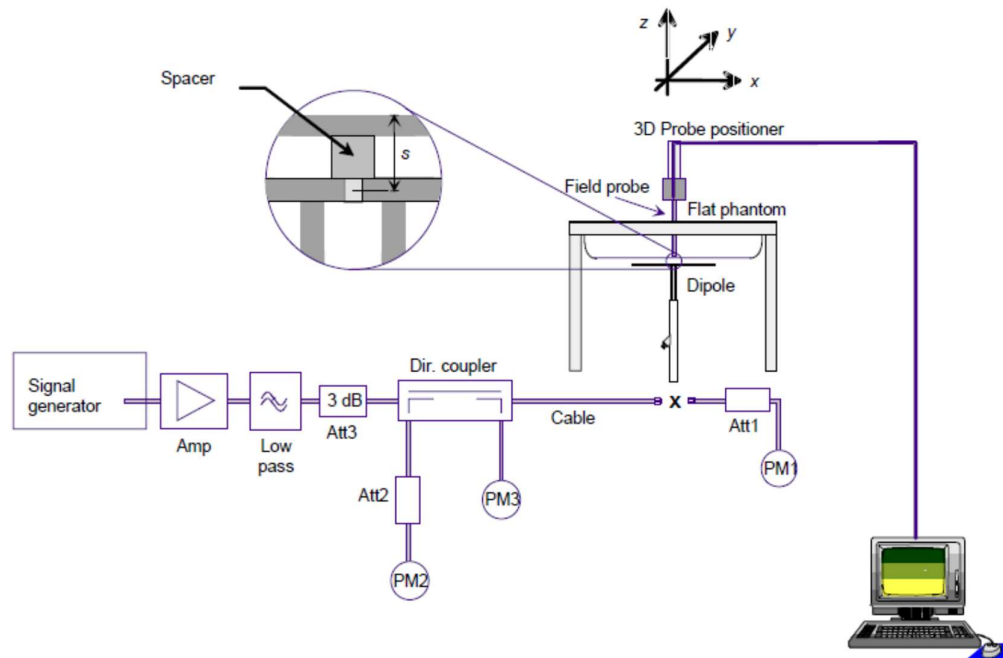 z
y
x
Spacer
s
3D Probe positioner
Field probe
Flat phantom
Dipole
Dir. coupler
Signal
generator
3 dB
Att3
Cable
X
Att1
Amp
Low
pass
Att2
PM3
PM1
PM2